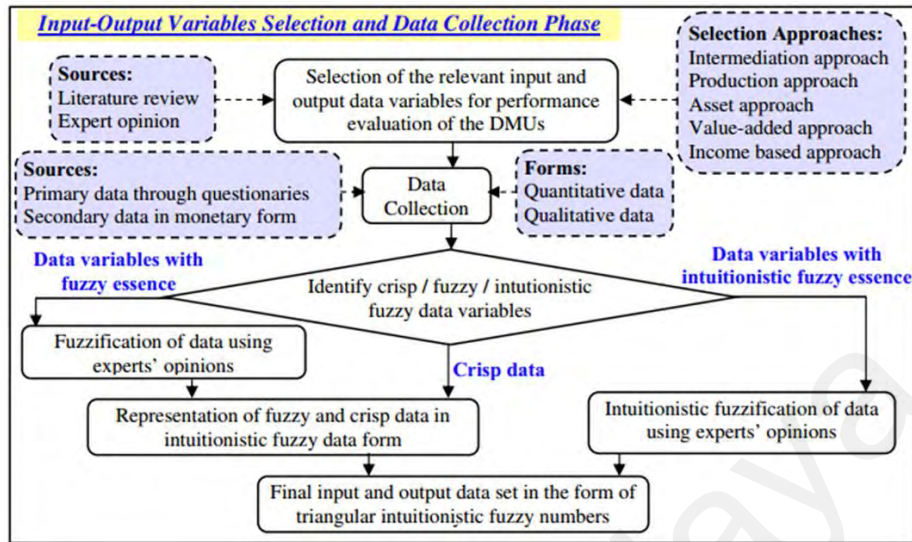 Input-Output Variables Selection and Data Collection Phase
Selection Approaches:
Intermediation approach
Production approach
Asset approach
Value-added approach
Income based approach
Sources:
Literature review
Expert opinion
Selection of the relevant input and
output data variables for performance
evaluation of the DMUs
Sources:
Primary data through questionaries
Secondary data in monetary form
Data
Collection
Forms:
Quantitative data
Qualitative data
Data variables with
fuzzy essence
Data variables with
intuitionistic fuzzy essence
Identify crisp / fuzzy / intutionistic
fuzzy data variables
Fuzzification of data using
experts' opinions
Crisp data
Representation of fuzzy and crisp data in
intuitionistic fuzzy data form
Intuitionistic fuzzification of data
using experts' opinions
Final input and output data set in the form of
triangular intuitionistic fuzzy numbers